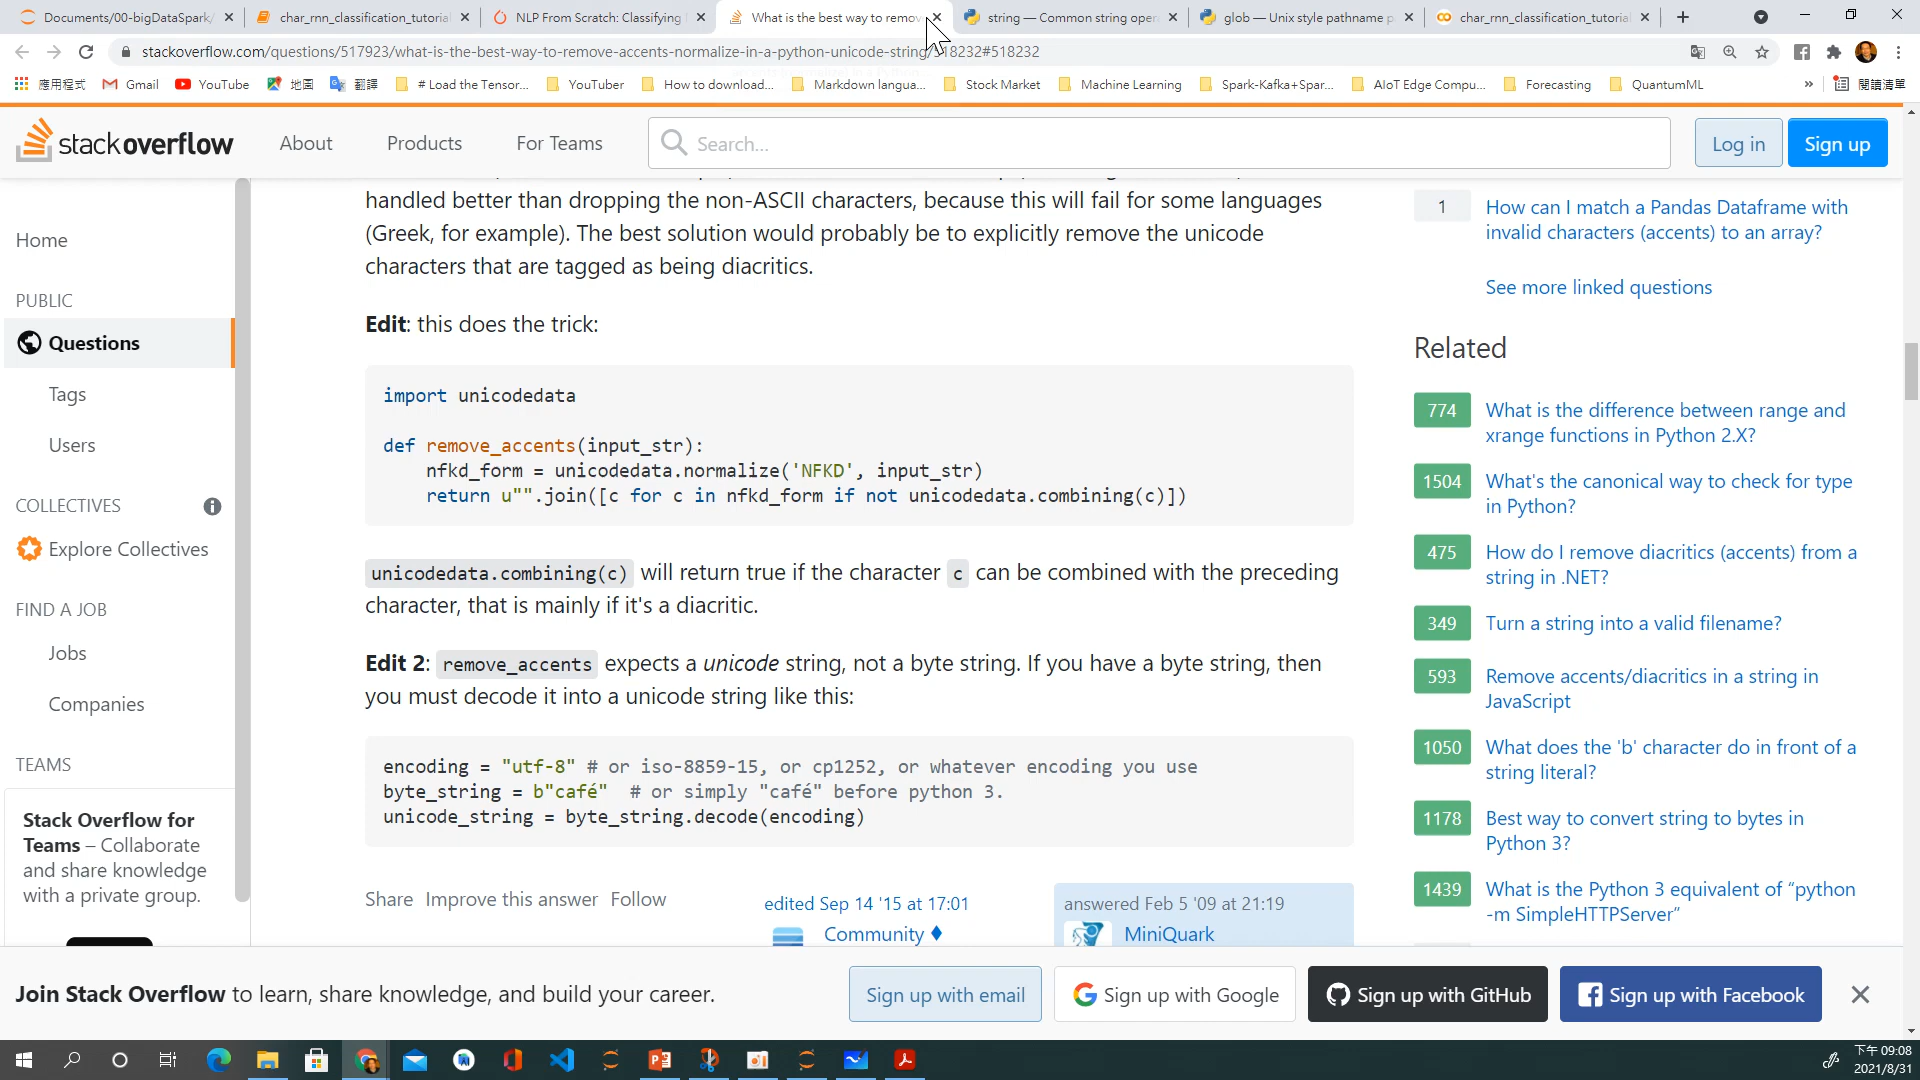 Documents/00-bigDataSpark/
char_rnn_classification_tutorial
NLP From Scratch: Classifying
What is the best way to remov
string — Common string oper
glob — Unix style pathname p
char_rnn_classification_tutorial
stackoverflow.com/questions/517923/what-is-the-best-way-to-remove-accents-normalize-in-a-python-unicode-string/518232#518232
應用程式
Gmail
YouTube
地圖
翻譯
# Load the Tensor...
YouTuber
How to download...
Markdown langua...
Stock Market
Machine Learning
Spark-Kafka+Spar...
AIoT Edge Compu...
Forecasting
QuantumML
»
閱讀清單
stackoverflow
About
Products
For Teams
Search...
Log in
Sign up
Home
PUBLIC
Questions
Tags
Users
COLLECTIVES
Explore Collectives
FIND A JOB
Jobs
Companies
TEAMS
Stack Overflow for
Teams – Collaborate
and share knowledge
with a private group.
handled better than dropping the non-ASCII characters, because this will fail for some languages
(Greek, for example). The best solution would probably be to explicitly remove the unicode
characters that are tagged as being diacritics.
Edit: this does the trick:
import unicodedata
def remove_accents(input_str):
    nfkd_form = unicodedata.normalize('NFKD', input_str)
    return u"".join([c for c in nfkd_form if not unicodedata.combining(c)])
unicodedata.combining(c) will return true if the character c can be combined with the preceding
character, that is mainly if it's a diacritic.
Edit 2: remove_accents expects a unicode string, not a byte string. If you have a byte string, then
you must decode it into a unicode string like this:
encoding = "utf-8" # or iso-8859-15, or cp1252, or whatever encoding you use
byte_string = b"café"  # or simply "café" before python 3.
unicode_string = byte_string.decode(encoding)
Share Improve this answer Follow
edited Sep 14 '15 at 17:01
Community
answered Feb 5 '09 at 21:19
MiniQuark
1
How can I match a Pandas Dataframe with
invalid characters (accents) to an array?
See more linked questions
Related
774
What is the difference between range and
xrange functions in Python 2.X?
1504
What's the canonical way to check for type
in Python?
475
How do I remove diacritics (accents) from a
string in .NET?
349
Turn a string into a valid filename?
593
Remove accents/diacritics in a string in
JavaScript
1050
What does the 'b' character do in front of a
string literal?
1178
Best way to convert string to bytes in
Python 3?
1439
What is the Python 3 equivalent of “python
-m SimpleHTTPServer”
Join Stack Overflow to learn, share knowledge, and build your career.
Sign up with email
Sign up with Google
Sign up with GitHub
Sign up with Facebook
下午 09:08
2021/8/31